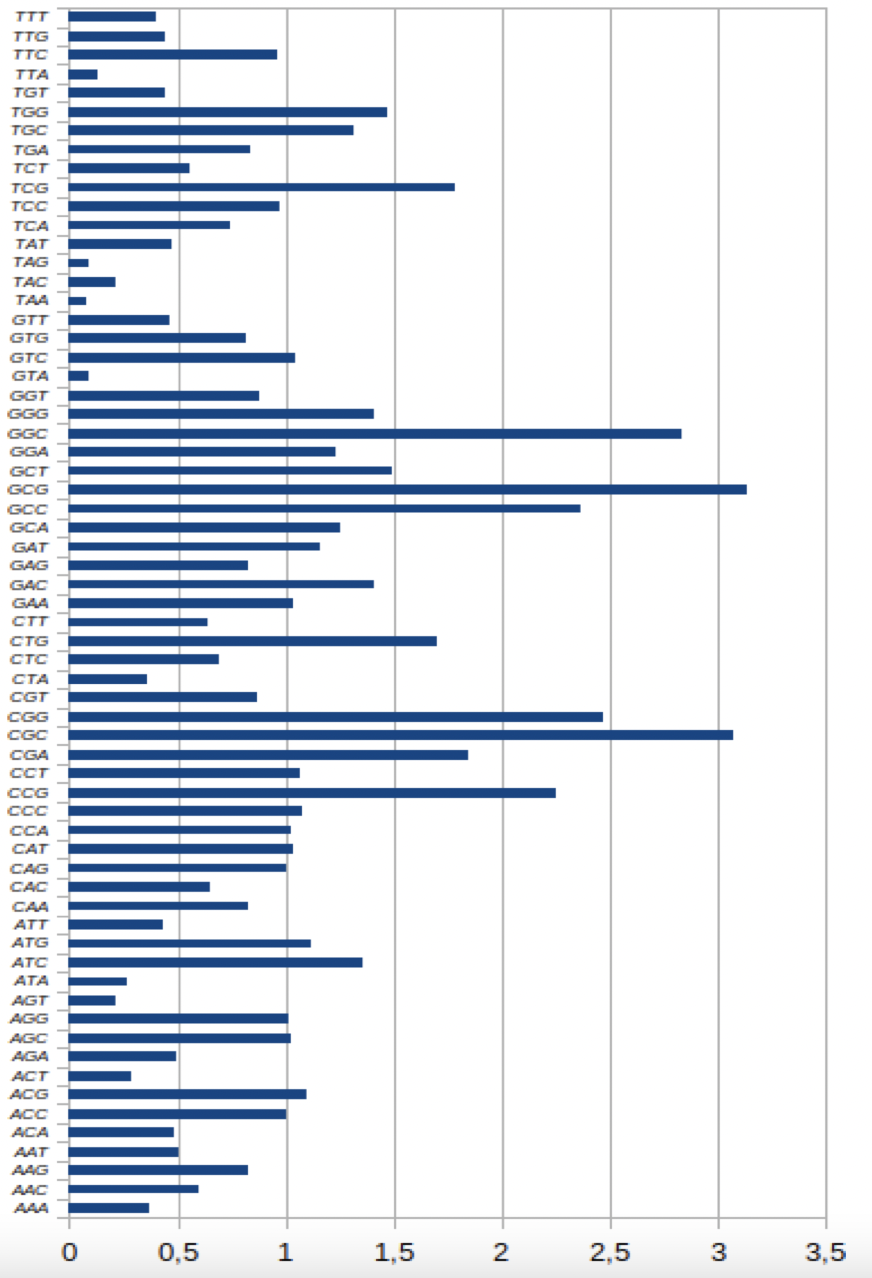 TTT
TTG
TTC
TTA
TGT
TGG
TGC
TGA
TCT
TCG
TCC
TCA
TAT
TAG
TAC
TAA
GTT
GTG
GTC
GTA
GGT
GGG
GGC
GGA
GCT
GCG
GCC
GCA
GAT
GAG
GAC
GAA
CTT
CTG
CTC
CTA
CGT
CGG
CGC
CGA
CCT
CCG
CCC
CCA
CAT
CAG
CAC
CAA
ATT
ATG
ATC
ATA
AGT
AGG
AGC
AGA
ACT
ACG
ACC
ACA
AAT
AAG
AAC
AAA
0 0,5 1 1,5 2 2,5 3 3,5